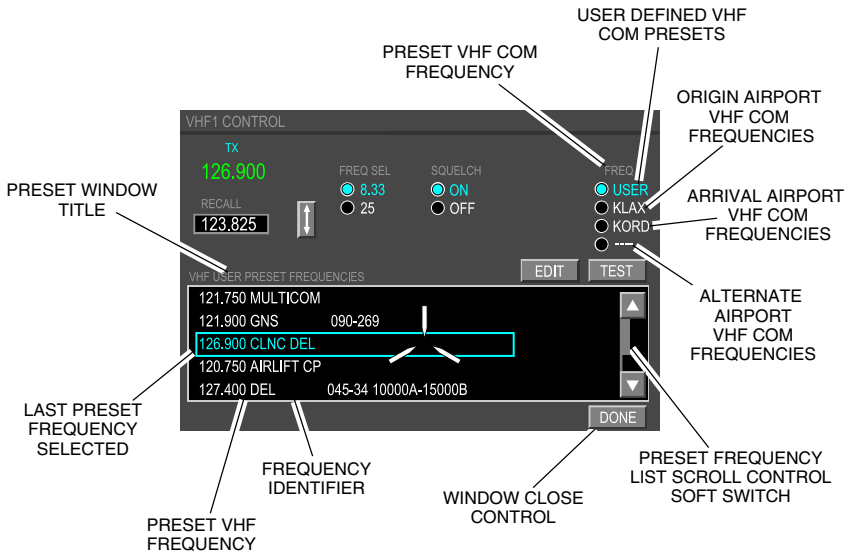 USER DEFINED VHF
COM PRESETS
PRESET VHF COM
FREQUENCY
ORIGIN AIRPORT
VHF COM
FREQUENCIES
VHF1 CONTROL
TX
126.900
FREQ SEL
SQUELCH
FREQ
8.33
ON
USER
25
OFF
KLAX
KORD
----
RECALL
123.825
PRESET WINDOW
TITLE
ARRIVAL AIRPORT
VHF COM
FREQUENCIES
VHF USER PRESET FREQUENCIES
EDIT
TEST
121.750 MULTICOM
121.900 GNS 090-269
126.900 CLNC DEL
120.750 AIRLIFT CP
127.400 DEL 045-34 10000A-15000B
DONE
ALTERNATE
AIRPORT
VHF COM
FREQUENCIES
LAST PRESET
FREQUENCY
SELECTED
FREQUENCY
IDENTIFIER
PRESET VHF
FREQUENCY
WINDOW CLOSE
CONTROL
PRESET FREQUENCY
LIST SCROLL CONTROL
SOFT SWITCH